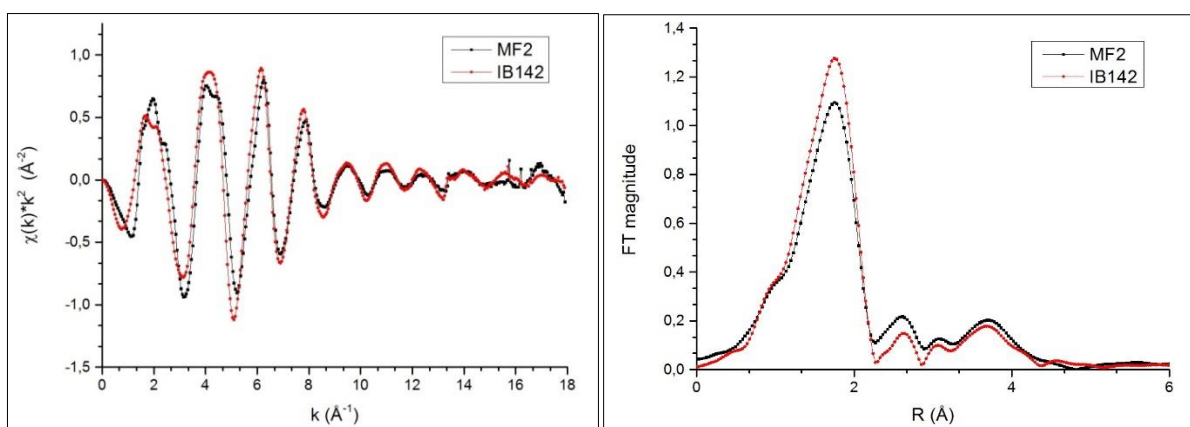 MF2
IB142
1,0
0,5
0,0
-0,5
-1,0
-1,5
χ(k)*k² (Å⁻²)
0 2 4 6 8 10 12 14 16 18
k (Å⁻¹)
MF2
IB142
1,4
1,2
1,0
0,8
0,6
0,4
0,2
0,0
FT magnitude
0 2 4 6
R (Å)